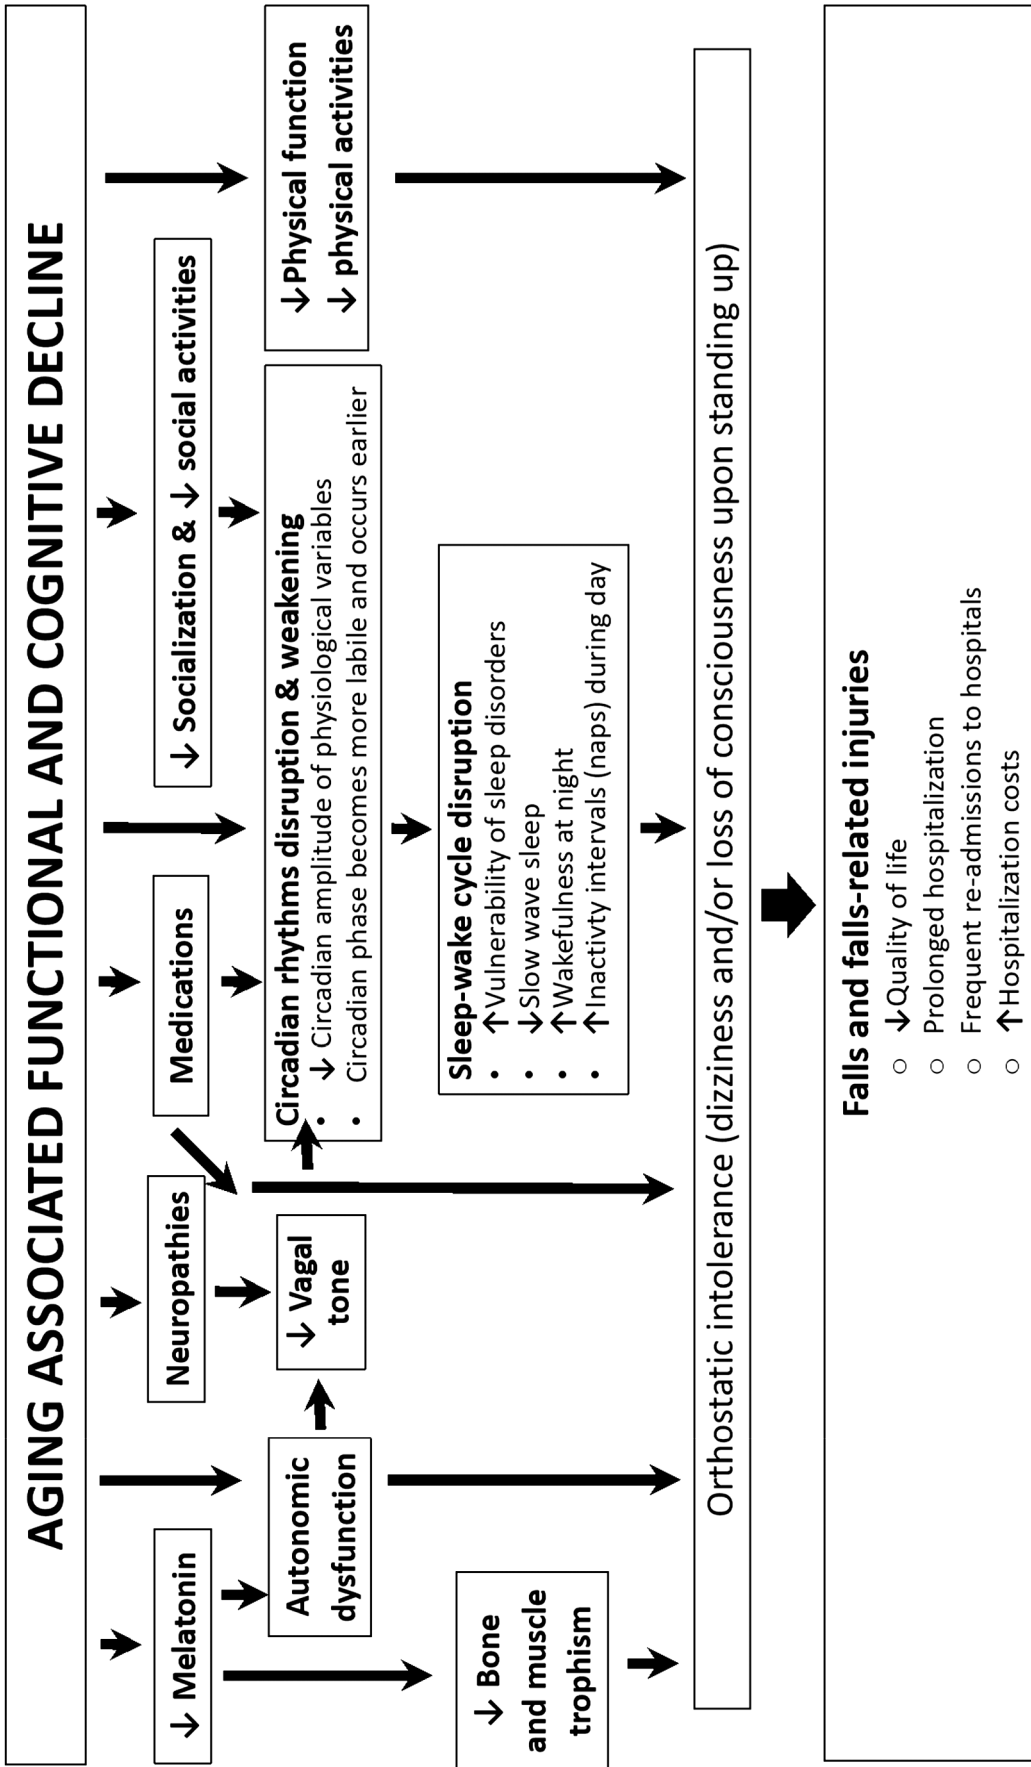 AGING ASSOCIATED FUNCTIONAL AND COGNITIVE DECLINE
↓ Melatonin
Neuropathies
Medications
↓ Socialization & ↓ social activities
Autonomic
dysfunction
↓ Vagal
tone
Circadian rhythms disruption & weakening
• ↓ Circadian amplitude of physiological variables
• Circadian phase becomes more labile and occurs earlier
↓Physical function
↓ physical activities
↓ Bone
and muscle
trophism
Sleep-wake cycle disruption
• ↑Vulnerability of sleep disorders
• ↓Slow wave sleep
• ↑Wakefulness at night
• ↑Inactivity intervals (naps) during day
Orthostatic intolerance (dizziness and/or loss of consciousness upon standing up)
Falls and falls-related injuries
○ ↓Quality of life
○ Prolonged hospitalization
○ Frequent re-admissions to hospitals
○ ↑Hospitalization costs